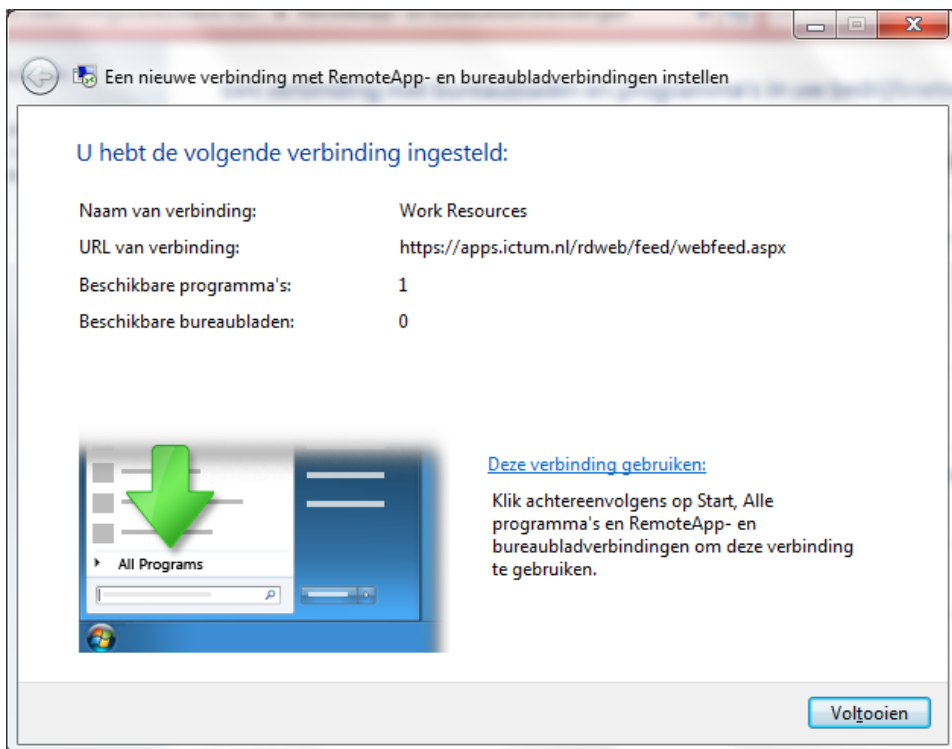 Een nieuwe verbinding met RemoteApp- en bureaubladverbindingen instellen
U hebt de volgende verbinding ingesteld:
Naam van verbinding: Work Resources
URL van verbinding: https://apps.ictum.nl/rdweb/feed/webfeed.aspx
Beschikbare programma's: 1
Beschikbare bureaubladen: 0
All Programs
Deze verbinding gebruiken:
Klik achtereenvolgens op Start, Alle
programma's en RemoteApp- en
bureaubladverbindingen om deze verbinding
te gebruiken.
Voltooien